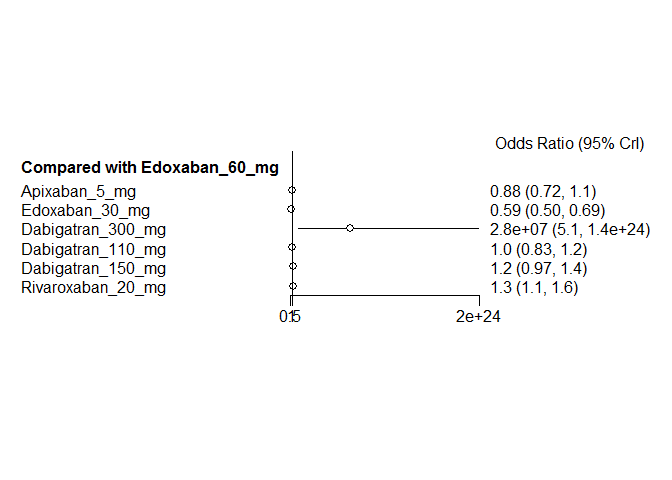 Odds Ratio (95% CrI)
Compared with Edoxaban_60_mg
Apixaban_5_mg 0.88 (0.72, 1.1)
Edoxaban_30_mg 0.59 (0.50, 0.69)
Dabigatran_300_mg 2.8e+07 (5.1, 1.4e+24)
Dabigatran_110_mg 1.0 (0.83, 1.2)
Dabigatran_150_mg 1.2 (0.97, 1.4)
Rivaroxaban_20_mg 1.3 (1.1, 1.6)
2e+24